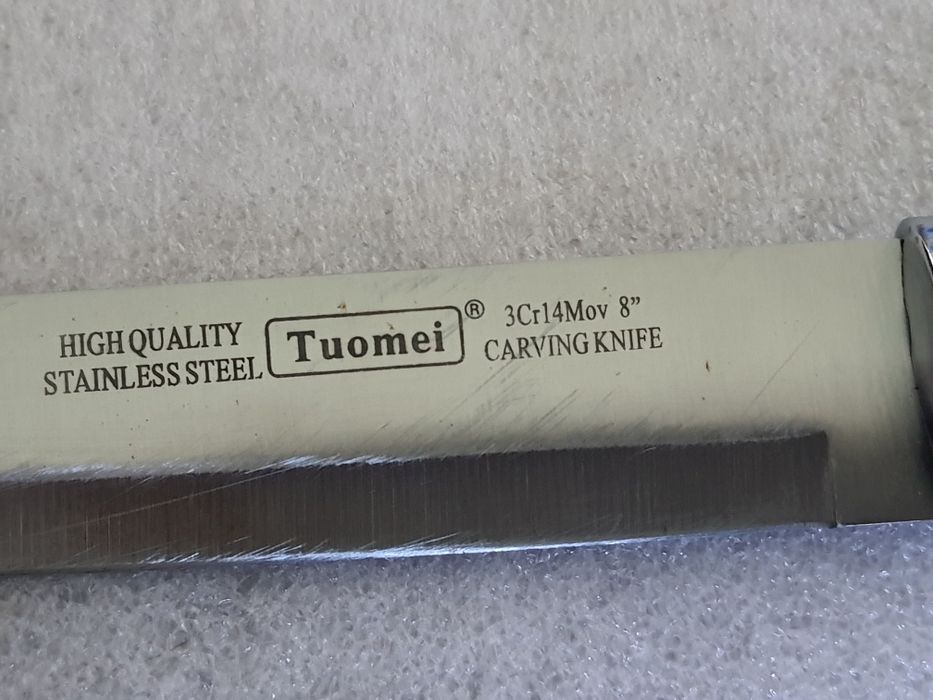 HIGH QUALITY
STAINLESS STEEL
Tuomei®
3Cr14Mov 8”
CARVING KNIFE